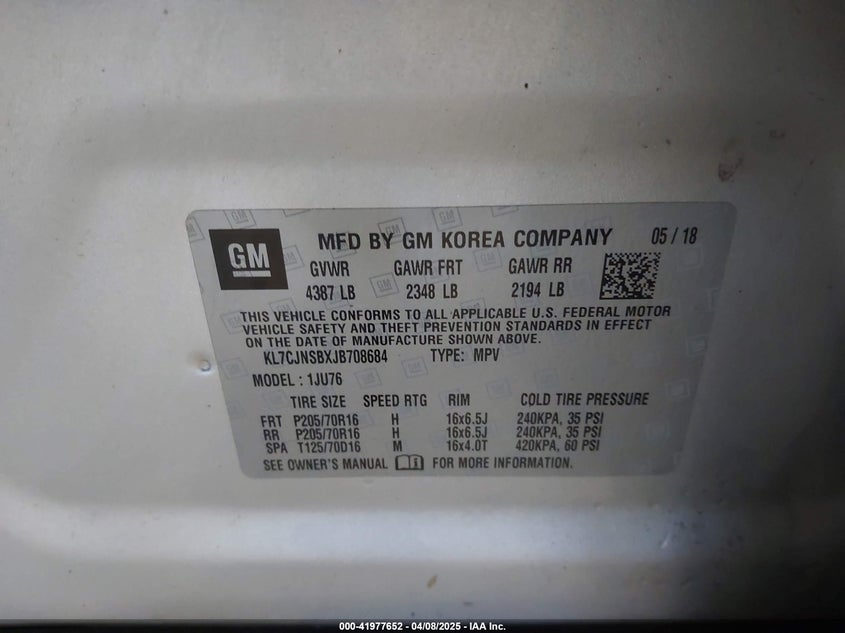 GM MFD BY GM KOREA COMPANY 05 / 18
GVWR GAWR FRT GAWR RR
4387 LB 2348 LB 2194 LB
THIS VEHICLE CONFORMS TO ALL APPLICABLE U.S. FEDERAL MOTOR
VEHICLE SAFETY AND THEFT PREVENTION STANDARDS IN EFFECT
ON THE DATE OF MANUFACTURE SHOWN ABOVE.
KL7CJNSBXJB708684 TYPE: MPV
MODEL : 1JU76
TIRE SIZE SPEED RTG RIM COLD TIRE PRESSURE
FRT P205/70R16 H 16x6.5J 240KPA, 35 PSI
RR P205/70R16 H 16x6.5J 240KPA, 35 PSI
SPA T125/70D16 M 16x4.0T 420KPA, 60 PSI
SEE OWNER'S MANUAL FOR MORE INFORMATION.
000-41977652 - 04/08/2025 - IAA Inc.